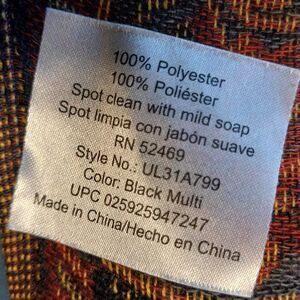 100% Polyester
100% Poliéster
Spot clean with mild soap
Spot limpia con jabón suave
RN 52469
Style No.: UL31A799
Color: Black Multi
UPC 025925947247
Made in China/Hecho en China